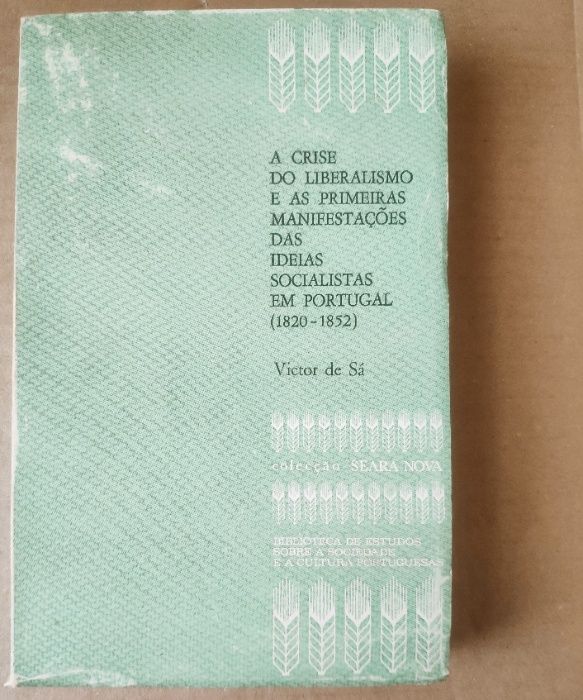 A CRISE
DO LIBERALISMO
E AS PRIMEIRAS
MANIFESTAÇÕES
DAS
IDEIAS
SOCIALISTAS
EM PORTUGAL
(1820-1852)
Victor de Sá
colecção SEARA NOVA
BIBLIOTECA DE ESTUDOS
SOBRE A SOCIEDADE
E A CULTURA PORTUGUESAS